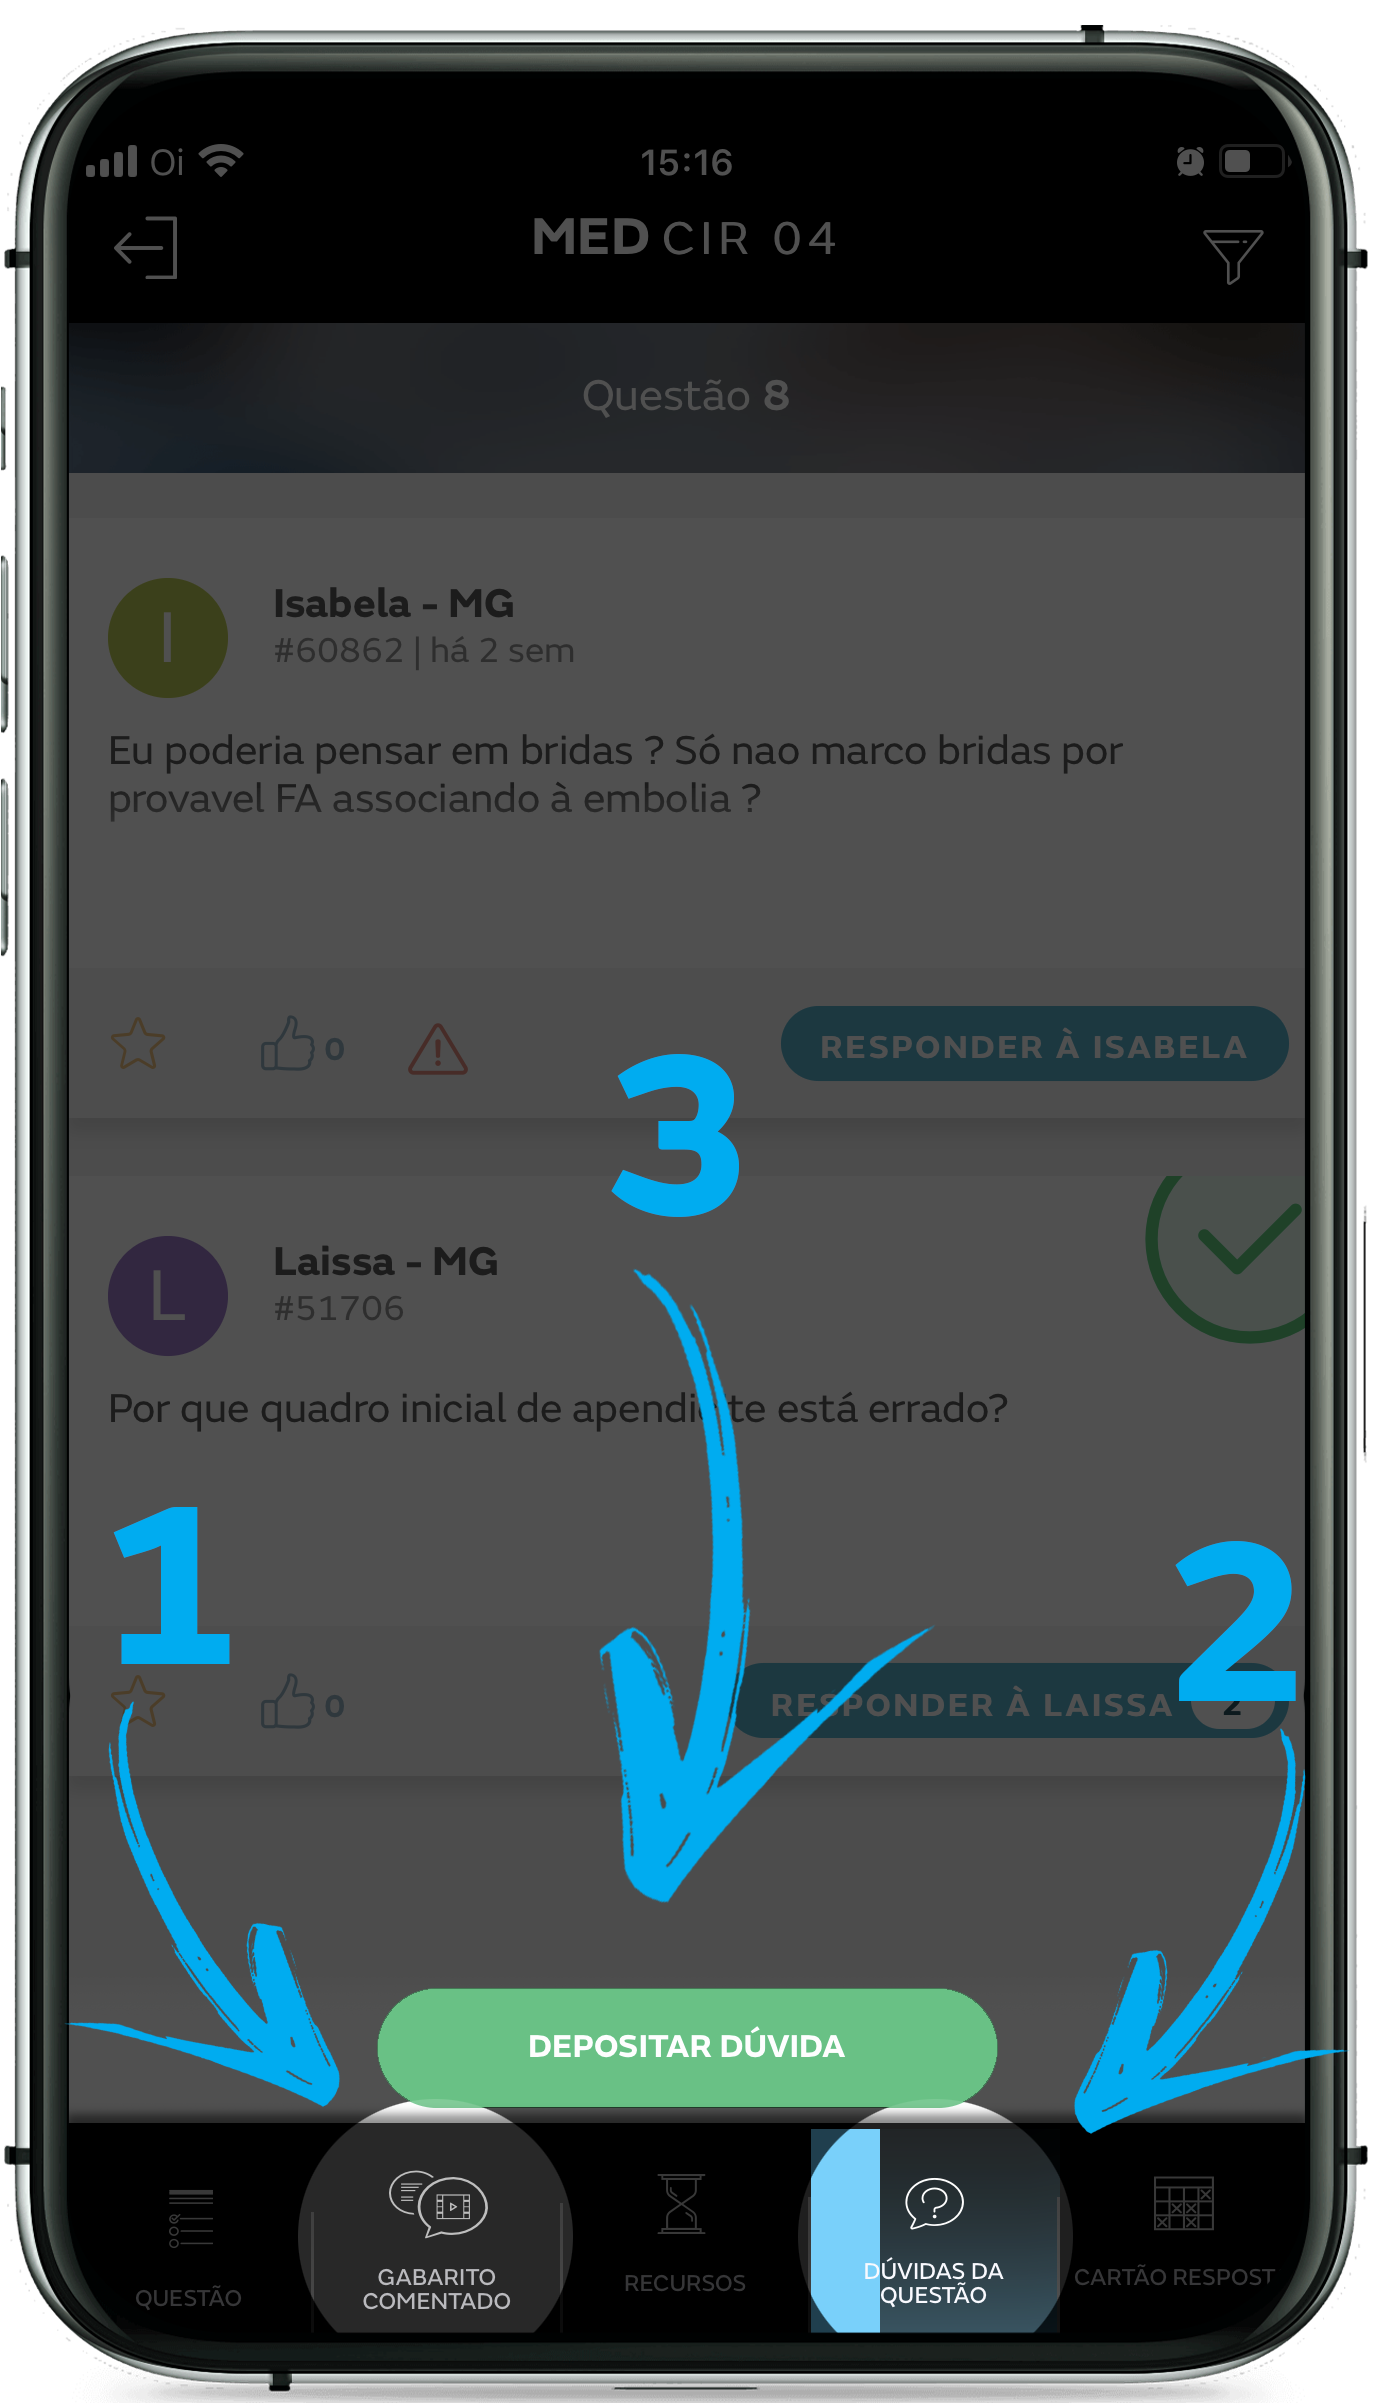 Oi
15:16
MED CIR 04
Questão 8
I
Isabela - MG
#60862 | há 2 sem
Eu poderia pensar em bridas ? Só nao marco bridas por
provavel FA associando à embolia ?
0
RESPONDER À ISABELA
3
L
Laissa - MG
#51706
Por que quadro inicial de apendicite está errado?
1
2
0
RESPONDER À LAISSA 2
DEPOSITAR DÚVIDA
QUESTÃO
GABARITO
COMENTADO
RECURSOS
DÚVIDAS DA
QUESTÃO
CARTÃO RESPOST